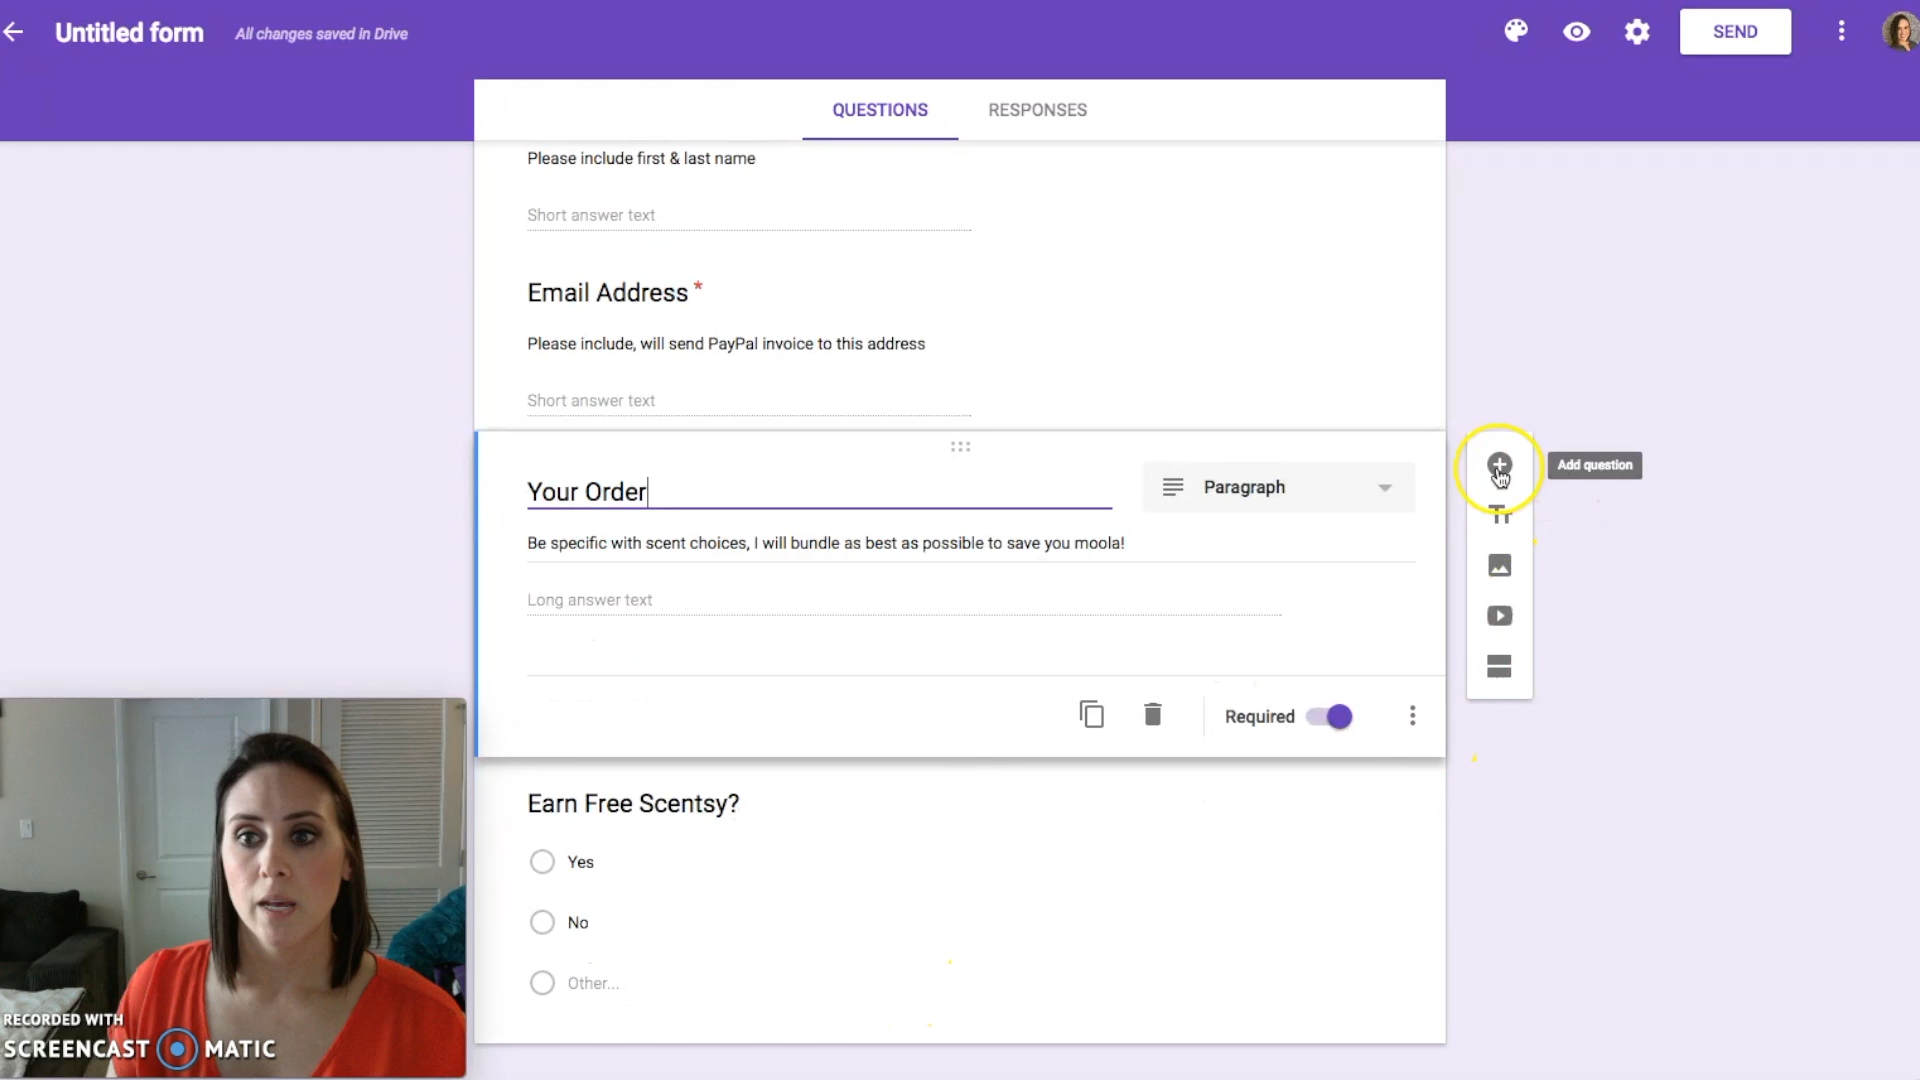 Untitled form
All changes saved in Drive
SEND
QUESTIONS
RESPONSES
Please include first & last name
Short answer text
Email Address *
Please include, will send PayPal invoice to this address
Short answer text
Your Order
Paragraph
Add question
Tt
Be specific with scent choices, I will bundle as best as possible to save you moola!
Long answer text
Required
Earn Free Scentsy?
Yes
No
Other...
RECORDED WITH
SCREENCAST MATIC